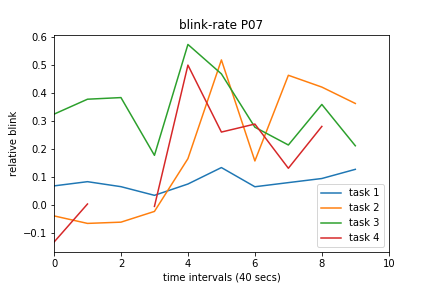 blink-rate P07
relative blink
0.6
0.5
0.4
0.3
0.2
0.1
0.0
−0.1
0 2 4 6 8 10
time intervals (40 secs)
task 1
task 2
task 3
task 4